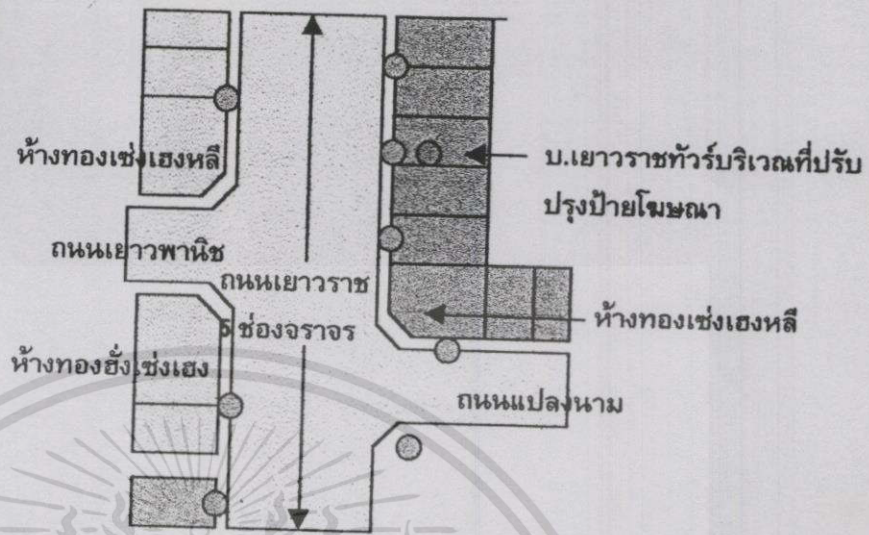 ห้างทองเซ่งเฮงหลี
บ.เยาวราชทัวร์บริเวณที่ปรับ
ปรุงป้ายโฆษณา
ถนนเยาวพานิช
ถนนเยาวราช
5 ช่องจราจร
ห้างทองเซ่งเฮงหลี
ห้างทองฮั่วเซ่งเฮง
ถนนแปลงนาม